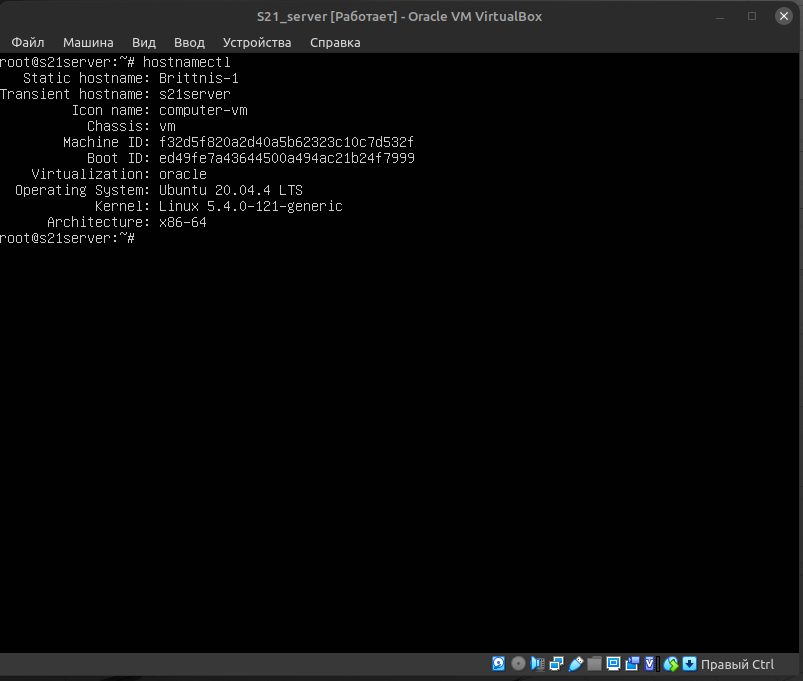 S21_server [Работает] - Oracle VM VirtualBox
Файл Машина Вид Ввод Устройства Справка
root@s21server:~# hostnamectl
Static hostname: Brittnis-1
Transient hostname: s21server
Icon name: computer-vm
Chassis: vm
Machine ID: f32d5f820a2d40a5b62323c10c7d532f
Boot ID: ed49fe7a43644500a494ac21b24f7999
Virtualization: oracle
Operating System: Ubuntu 20.04.4 LTS
Kernel: Linux 5.4.0-121-generic
Architecture: x86-64
root@s21server:~#
Правый Ctrl